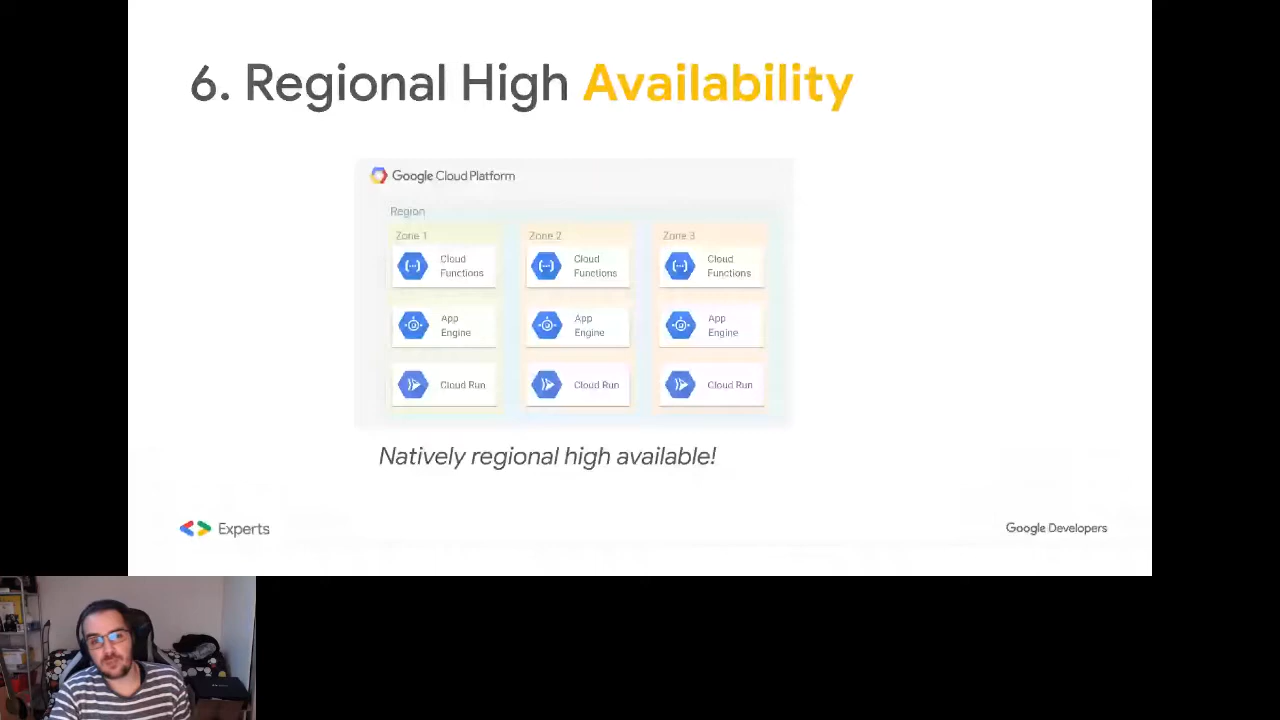 6. Regional High Availability
Google Cloud Platform
Region
Zone 1
Zone 2
Zone 3
Cloud
Functions
Cloud
Functions
Cloud
Functions
App
Engine
App
Engine
App
Engine
Cloud Run
Cloud Run
Cloud Run
Natively regional high available!
Experts
Google Developers